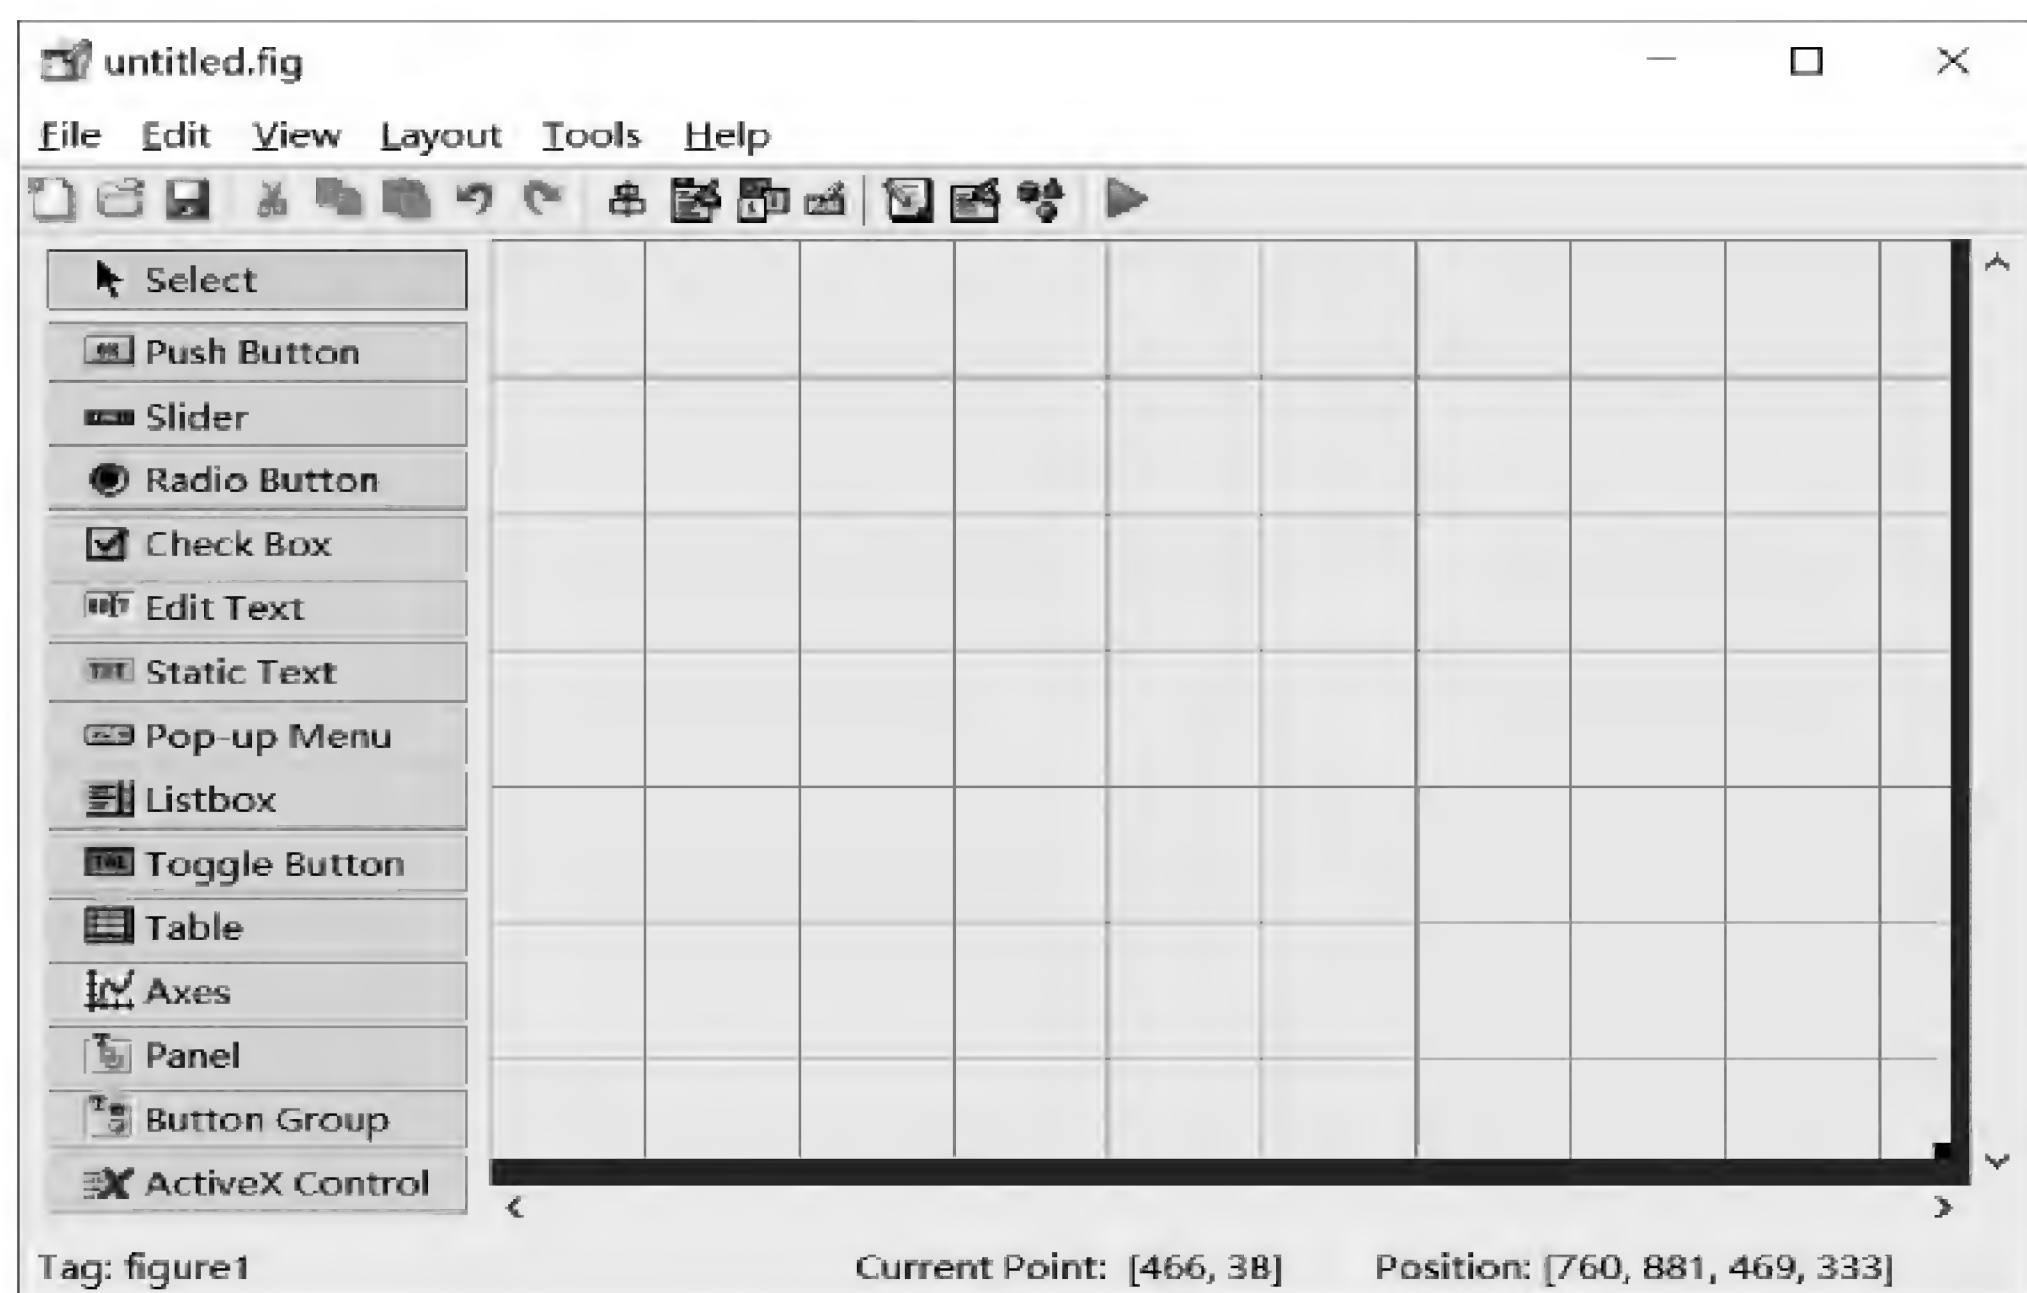 untitled.fig
File Edit View Layout Tools Help
Select
Push Button
Slider
Radio Button
Check Box
Edit Text
Static Text
Pop-up Menu
Listbox
Toggle Button
Table
Axes
Panel
Button Group
ActiveX Control
Tag: figure1 Current Point: [466, 38] Position: [760, 881, 469, 333]